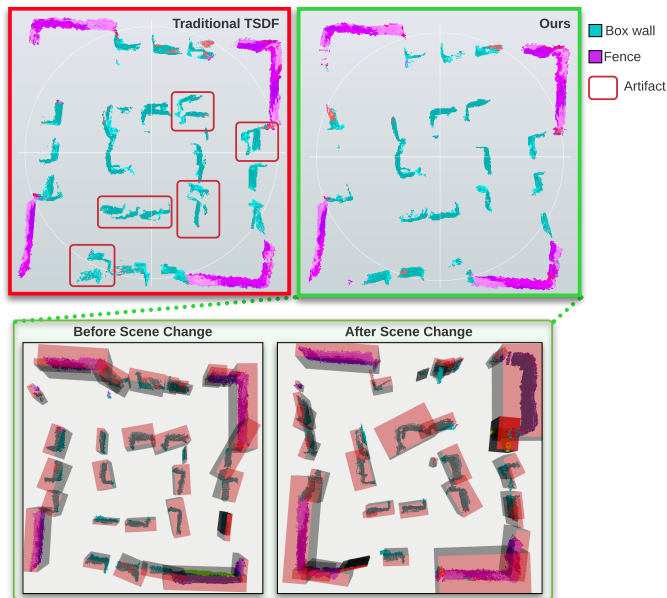 Traditional TSDF
Ours
Box wall
Fence
Artifact
Before Scene Change
After Scene Change